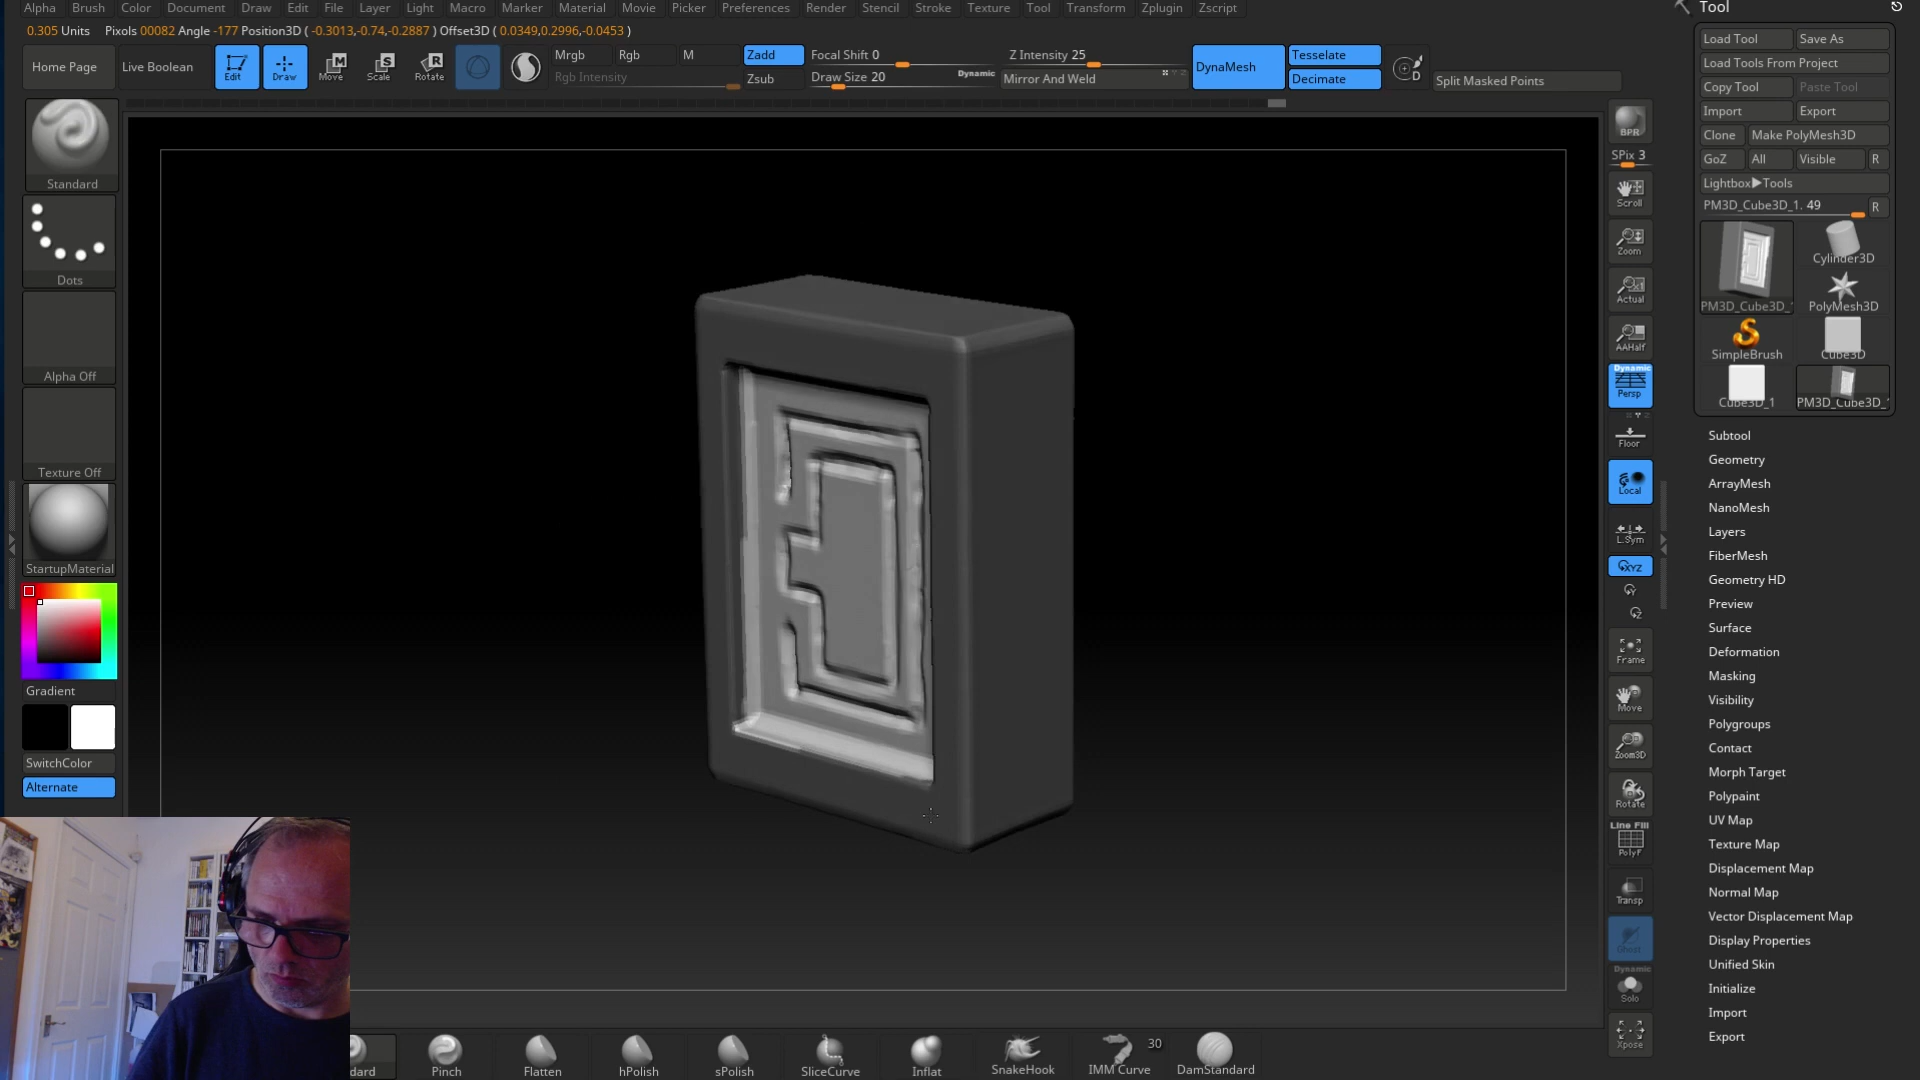 Alpha Brush Color Document Draw Edit File Layer Light Macro Marker Material Movie Picker Preferences Render Stencil Stroke Texture Tool Transform Zplugin Zscript
0.305 Units Pixols 00082 Angle -177 Position3D ( -0.3013,-0.74,-0.2887 ) Offset3D ( 0.0349,0.2996,-0.0453 )
Home Page
Live Boolean
Edit
Draw
Move
Scale
Rotate
Mrgb Rgb M
Rgb Intensity
Zadd
Zsub
Focal Shift 0
Draw Size 20
Dynamic
Z Intensity 25
Mirror And Weld
DynaMesh
Tesselate
Decimate
Split Masked Points
Standard
Dots
Alpha Off
Texture Off
StartupMaterial
Gradient
SwitchColor
Alternate
BPR
SPix 3
Scroll
Zoom
Actual
AAHalf
Dynamic
Persp
Floor
Local
L.Sym
XYZ
Frame
Move
Zoom3D
Rotate
Line Fill
PolyF
Transp
Ghost
Dynamic
Solo
Xpose
Tool
Load Tool Save As
Load Tools From Project
Copy Tool Paste Tool
Import Export
Clone Make PolyMesh3D
GoZ All Visible R
Lightbox▶Tools
PM3D_Cube3D_1. 49 R
PM3D_Cube3D_1
Cylinder3D
PolyMesh3D
SimpleBrush
Cube3D
Cube3D_1
PM3D_Cube3D_1
Subtool
Geometry
ArrayMesh
NanoMesh
Layers
FiberMesh
Geometry HD
Preview
Surface
Deformation
Masking
Visibility
Polygroups
Contact
Morph Target
Polypaint
UV Map
Texture Map
Displacement Map
Normal Map
Vector Displacement Map
Display Properties
Unified Skin
Initialize
Import
Export
dard
Pinch
Flatten
hPolish
sPolish
SliceCurve
Inflat
SnakeHook
IMM Curve
30
DamStandard